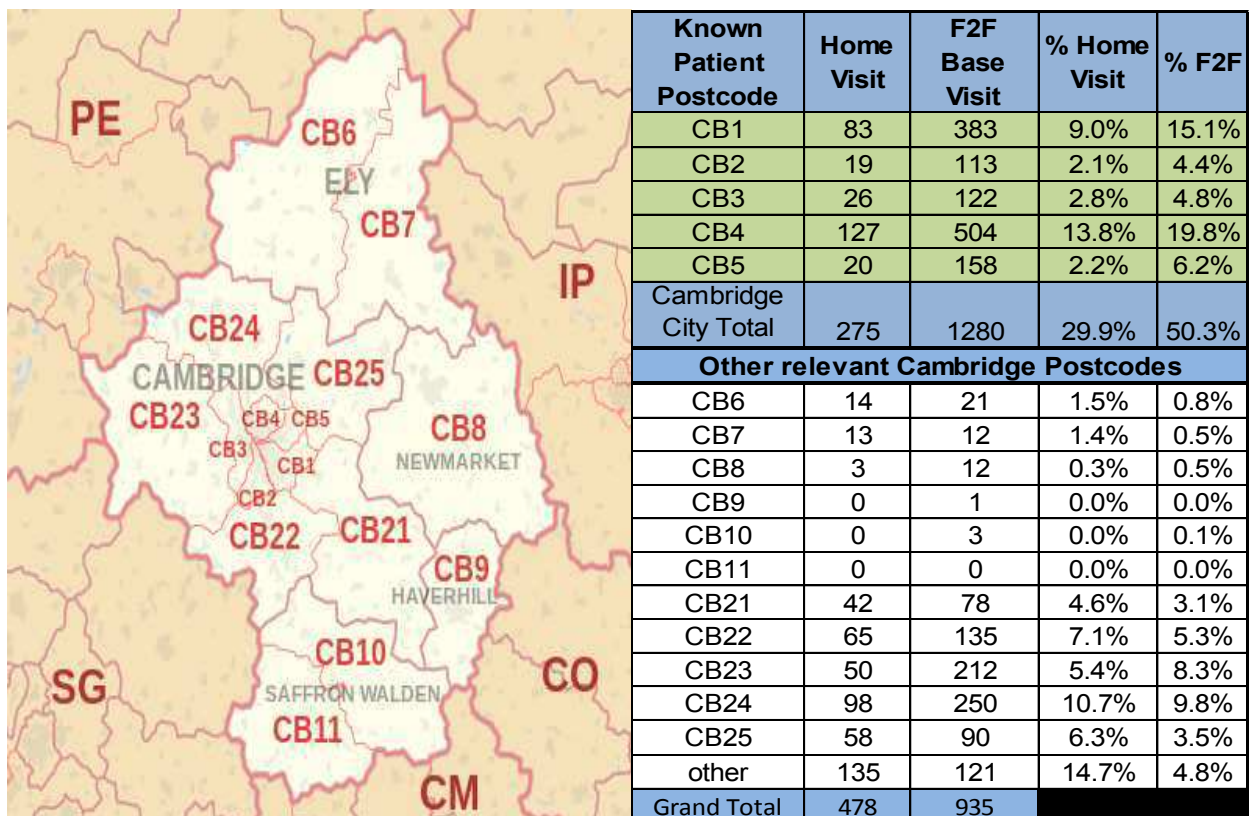 PE
CB6
ELY
CB7
IP
CB24
CAMBRIDGE CB25
CB23
CB4 CB5
CB8
CB3
CB1
NEWMARKET
CB2
CB22
CB21
CB9
HAVERHILL
CB10
SG
CO
SAFFRON WALDEN
CB11
CM
Known Patient Postcode Home Visit F2F Base Visit % Home Visit % F2F
CB1 83 383 9.0% 15.1%
CB2 19 113 2.1% 4.4%
CB3 26 122 2.8% 4.8%
CB4 127 504 13.8% 19.8%
CB5 20 158 2.2% 6.2%
Cambridge City Total 275 1280 29.9% 50.3%
Other relevant Cambridge Postcodes
CB6 14 21 1.5% 0.8%
CB7 13 12 1.4% 0.5%
CB8 3 12 0.3% 0.5%
CB9 0 1 0.0% 0.0%
CB10 0 3 0.0% 0.1%
CB11 0 0 0.0% 0.0%
CB21 42 78 4.6% 3.1%
CB22 65 135 7.1% 5.3%
CB23 50 212 5.4% 8.3%
CB24 98 250 10.7% 9.8%
CB25 58 90 6.3% 3.5%
other 135 121 14.7% 4.8%
Grand Total 478 935